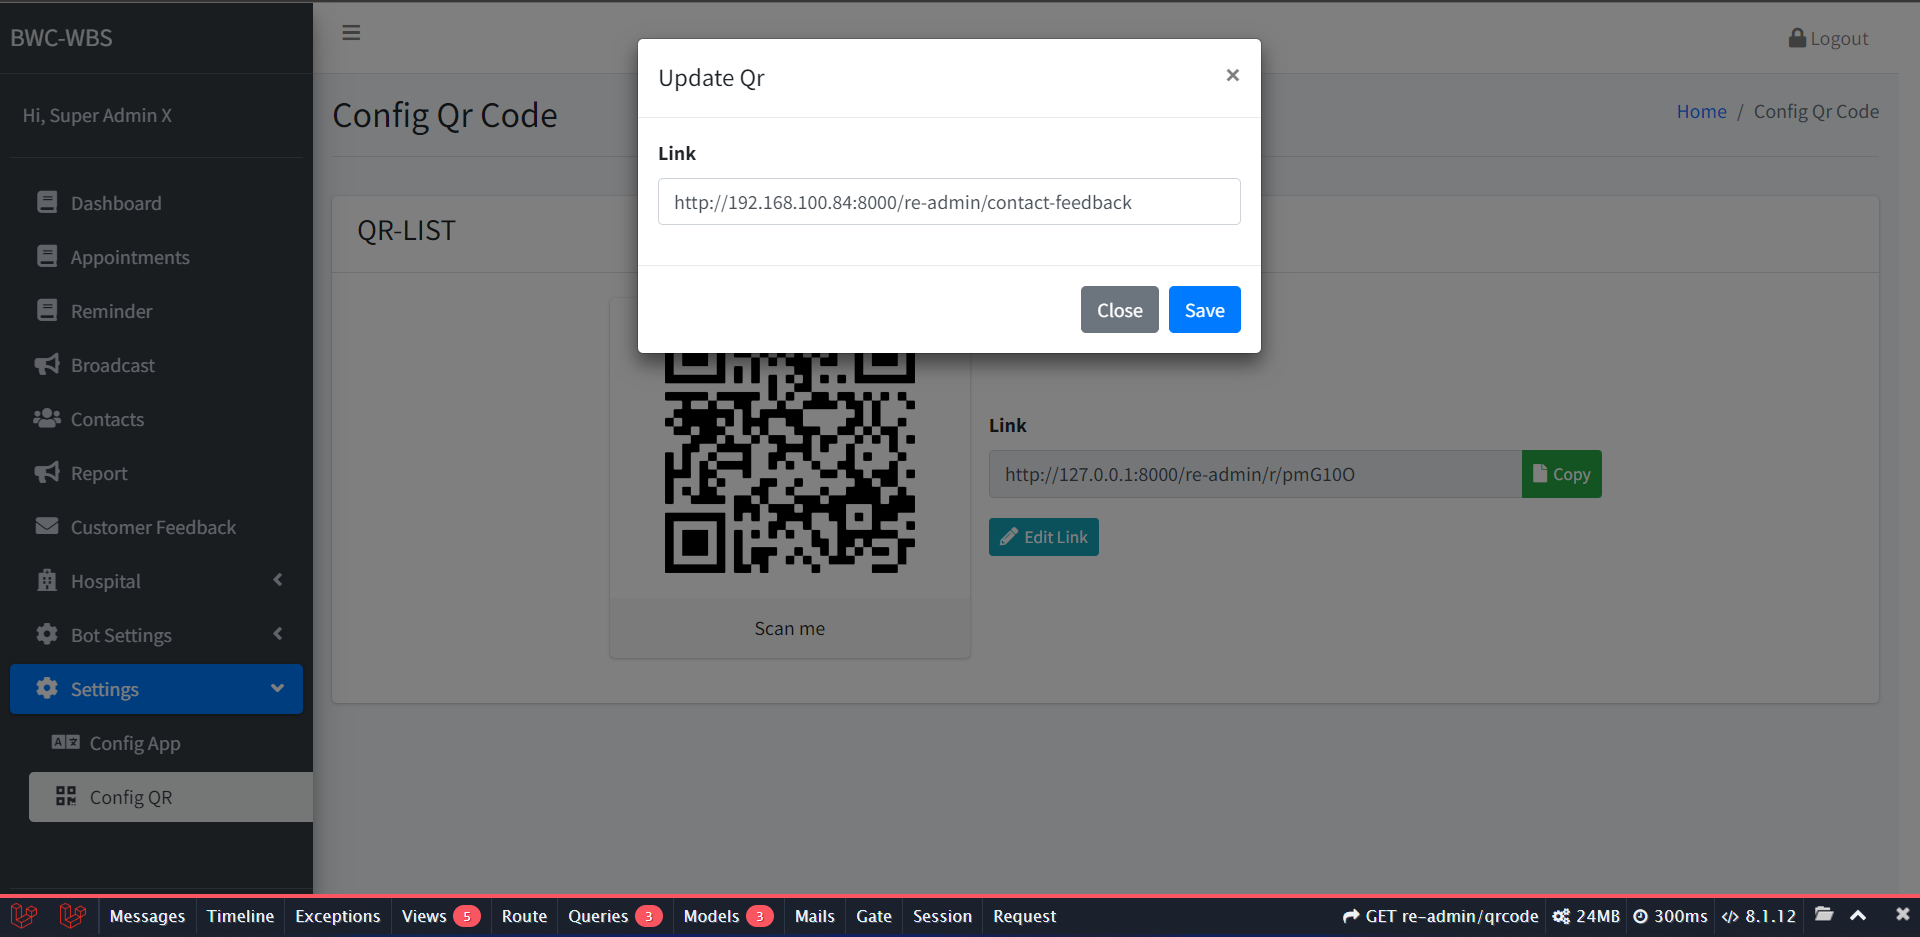 BWC-WBS
Hi, Super Admin X
Dashboard
Appointments
Reminder
Broadcast
Contacts
Report
Customer Feedback
Hospital
Bot Settings
Settings
Config App
Config QR
Logout
Config Qr Code
Home / Config Qr Code
QR-LIST
Update Qr
×
Link
http://192.168.100.84:8000/re-admin/contact-feedback
Close
Save
Scan me
Link
http://127.0.0.1:8000/re-admin/r/pmG10O
Copy
Edit Link
Messages Timeline Exceptions Views 5 Route Queries 3 Models 3 Mails Gate Session Request GET re-admin/qrcode 24MB 300ms 8.1.12